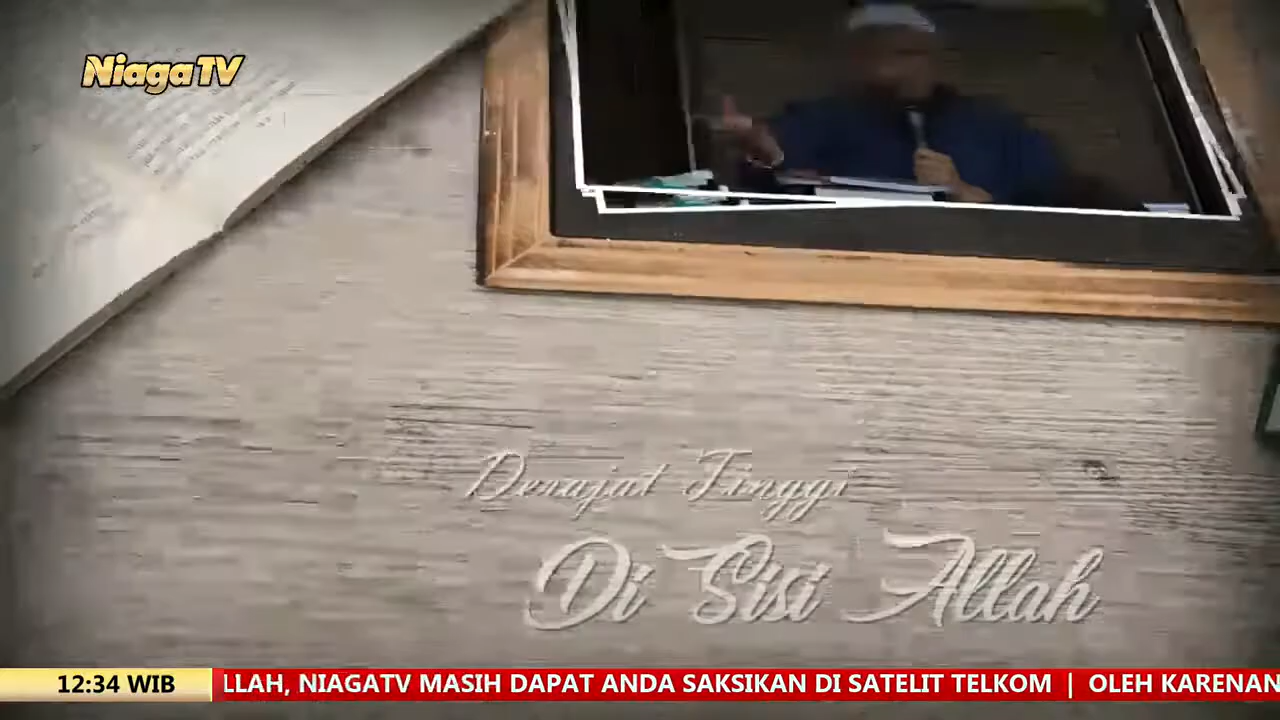 NiagaTV
Derajat Tinggi
Di Sisi Allah
12:34 WIB
LLAH, NIAGATV MASIH DAPAT ANDA SAKSIKAN DI SATELIT TELKOM | OLEH KARENAN